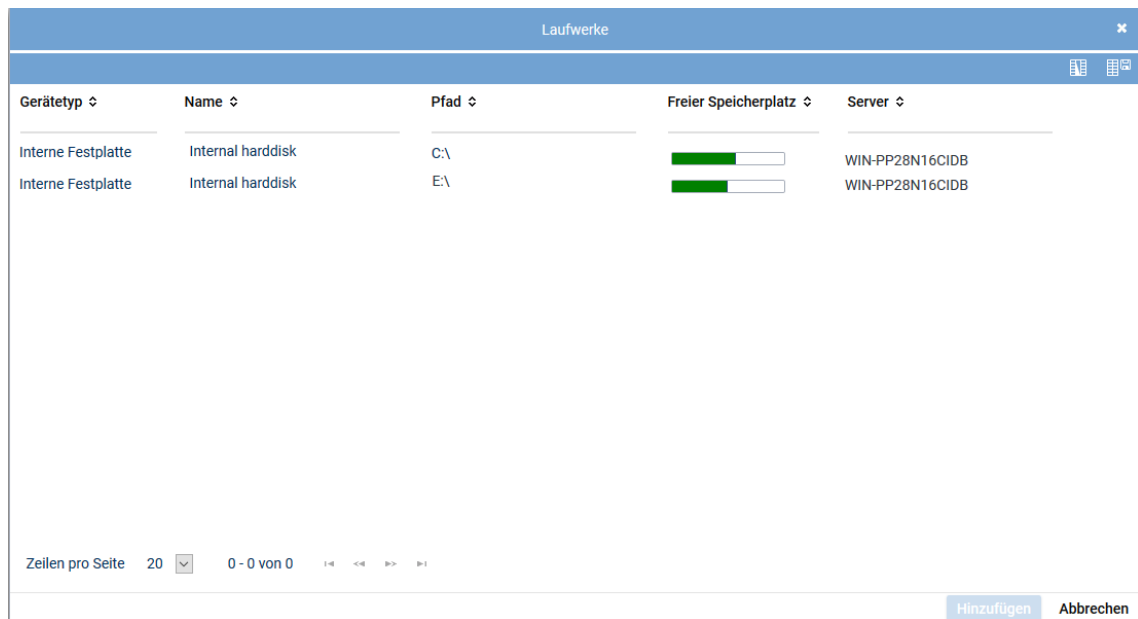 Laufwerke
Gerätetyp Name Pfad Freier Speicherplatz Server
Interne Festplatte Internal harddisk C:\ WIN-PP28N16CIDB
Interne Festplatte Internal harddisk E:\ WIN-PP28N16CIDB
Zeilen pro Seite 20 0 - 0 von 0
Hinzufügen Abbrechen